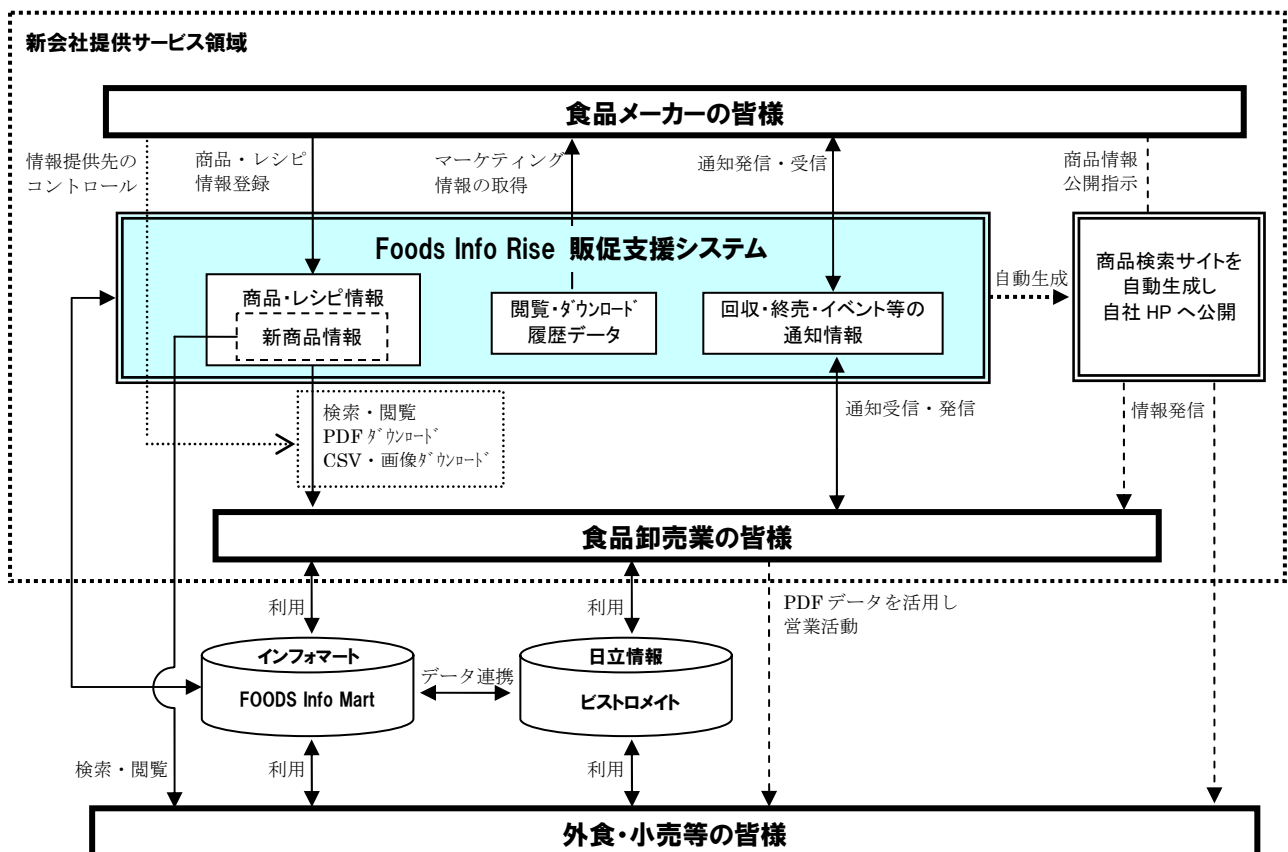 新会社提供サービス領域
食品メーカーの皆様
情報提供先の
コントロール
商品・レシピ
情報登録
マーケティング
情報の取得
通知発信・受信
商品情報
公開指示
Foods Info Rise 販促支援システム
商品・レシピ情報
新商品情報
閲覧・ダウンロード
履歴データ
回収・終売・イベント等の
通知情報
自動生成
商品検索サイトを
自動生成し
自社 HP へ公開
検索・閲覧
PDF ダウンロード
CSV・画像ダウンロード
通知受信・発信
情報発信
食品卸売業の皆様
利用
利用
PDF データを活用し
営業活動
インフォマート
FOODS Info Mart
データ連携
日立情報
ビストロメイト
検索・閲覧
利用
利用
外食・小売等の皆様